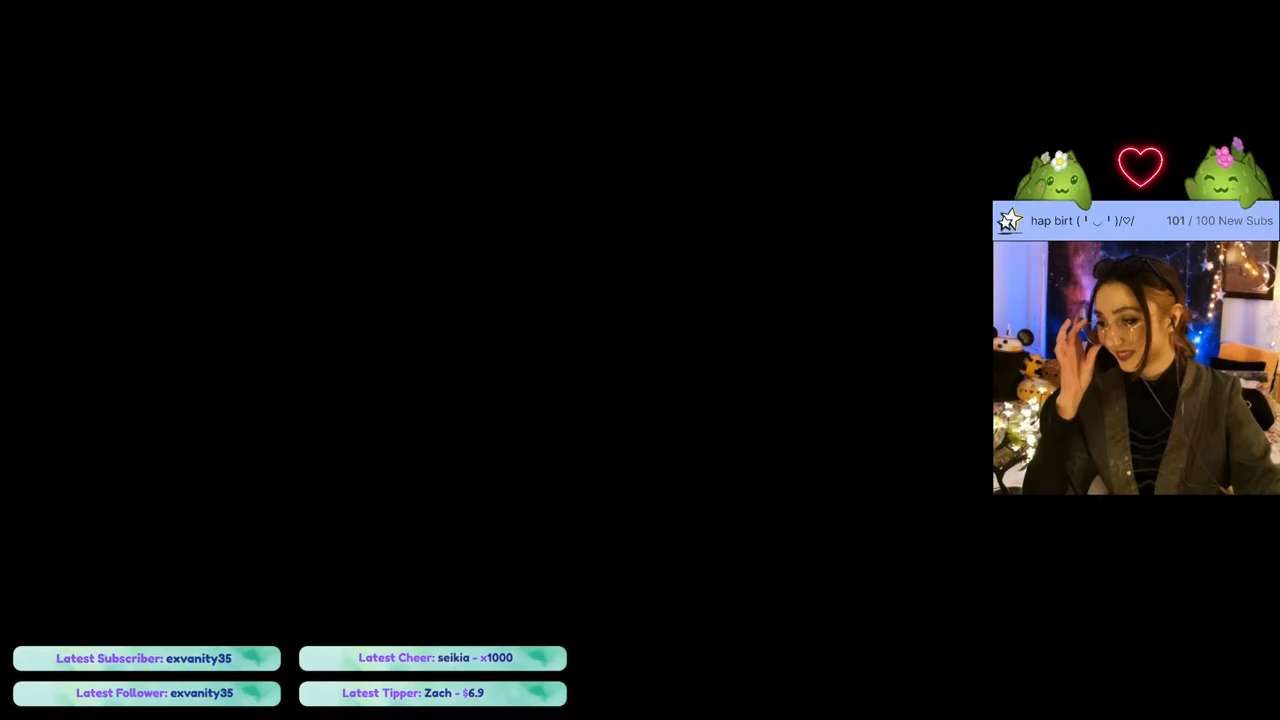 hap birt ( ╹ ◡ ╹ )/♡/ 101 / 100 New Subs
Latest Subscriber: exvanity35
Latest Cheer: seikia - x1000
Latest Follower: exvanity35
Latest Tipper: Zach - $6.9